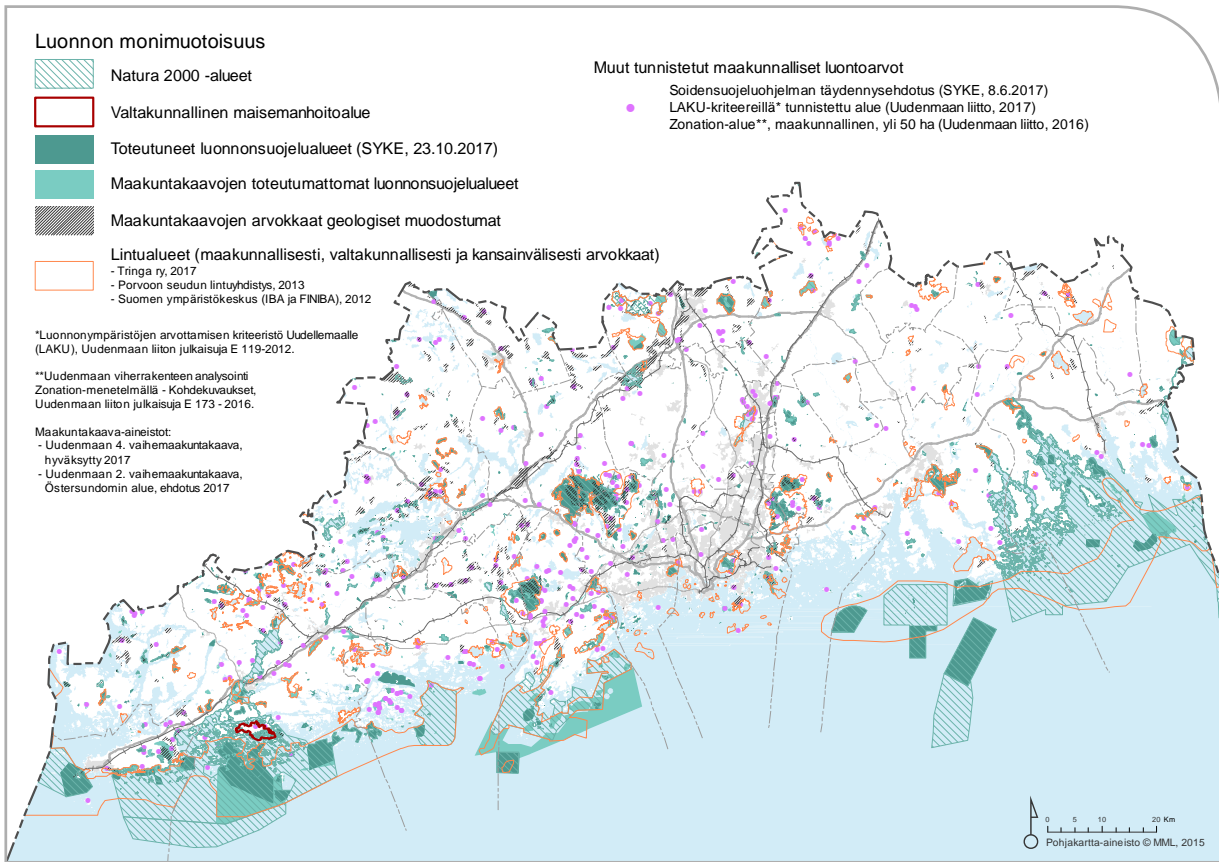 Luonnon monimuotoisuus
Natura 2000 -alueet
Valtakunnallinen maisemanhoitoalue
Toteutuneet luonnonsuojelualueet (SYKE, 23.10.2017)
Maakuntakaavojen toteutumattomat luonnonsuojelualueet
Maakuntakaavojen arvokkaat geologiset muodostumat
Lintualueet (maakunnallisesti, valtakunnallisesti ja kansainvälisesti arvokkaat)
- Tringa ry, 2017
- Porvoon seudun lintuyhdistys, 2013
- Suomen ympäristökeskus (IBA ja FINIBA), 2012
*Luonnonympäristöjen arvottamisen kriteeristö Uudellemaalle
(LAKU), Uudenmaan liiton julkaisuja E 119-2012.
**Uudenmaan viherrakenteen analysointi
Zonation-menetelmällä - Kohdekuvaukset,
Uudenmaan liiton julkaisuja E 173 - 2016.
Maakuntakaava-aineistot:
- Uudenmaan 4. vaihemaakuntakaava,
hyväksytty 2017
- Uudenmaan 2. vaihemaakuntakaava,
Östersundomin alue, ehdotus 2017
Muut tunnistetut maakunnalliset luontoarvot
Soidensuojeluohjelman täydennysehdotus (SYKE, 8.6.2017)
LAKU-kriteereillä* tunnistettu alue (Uudenmaan liitto, 2017)
Zonation-alue**, maakunnallinen, yli 50 ha (Uudenmaan liitto, 2016)
0 5 10 20 Km
Pohjakartta-aineisto © MML, 2015